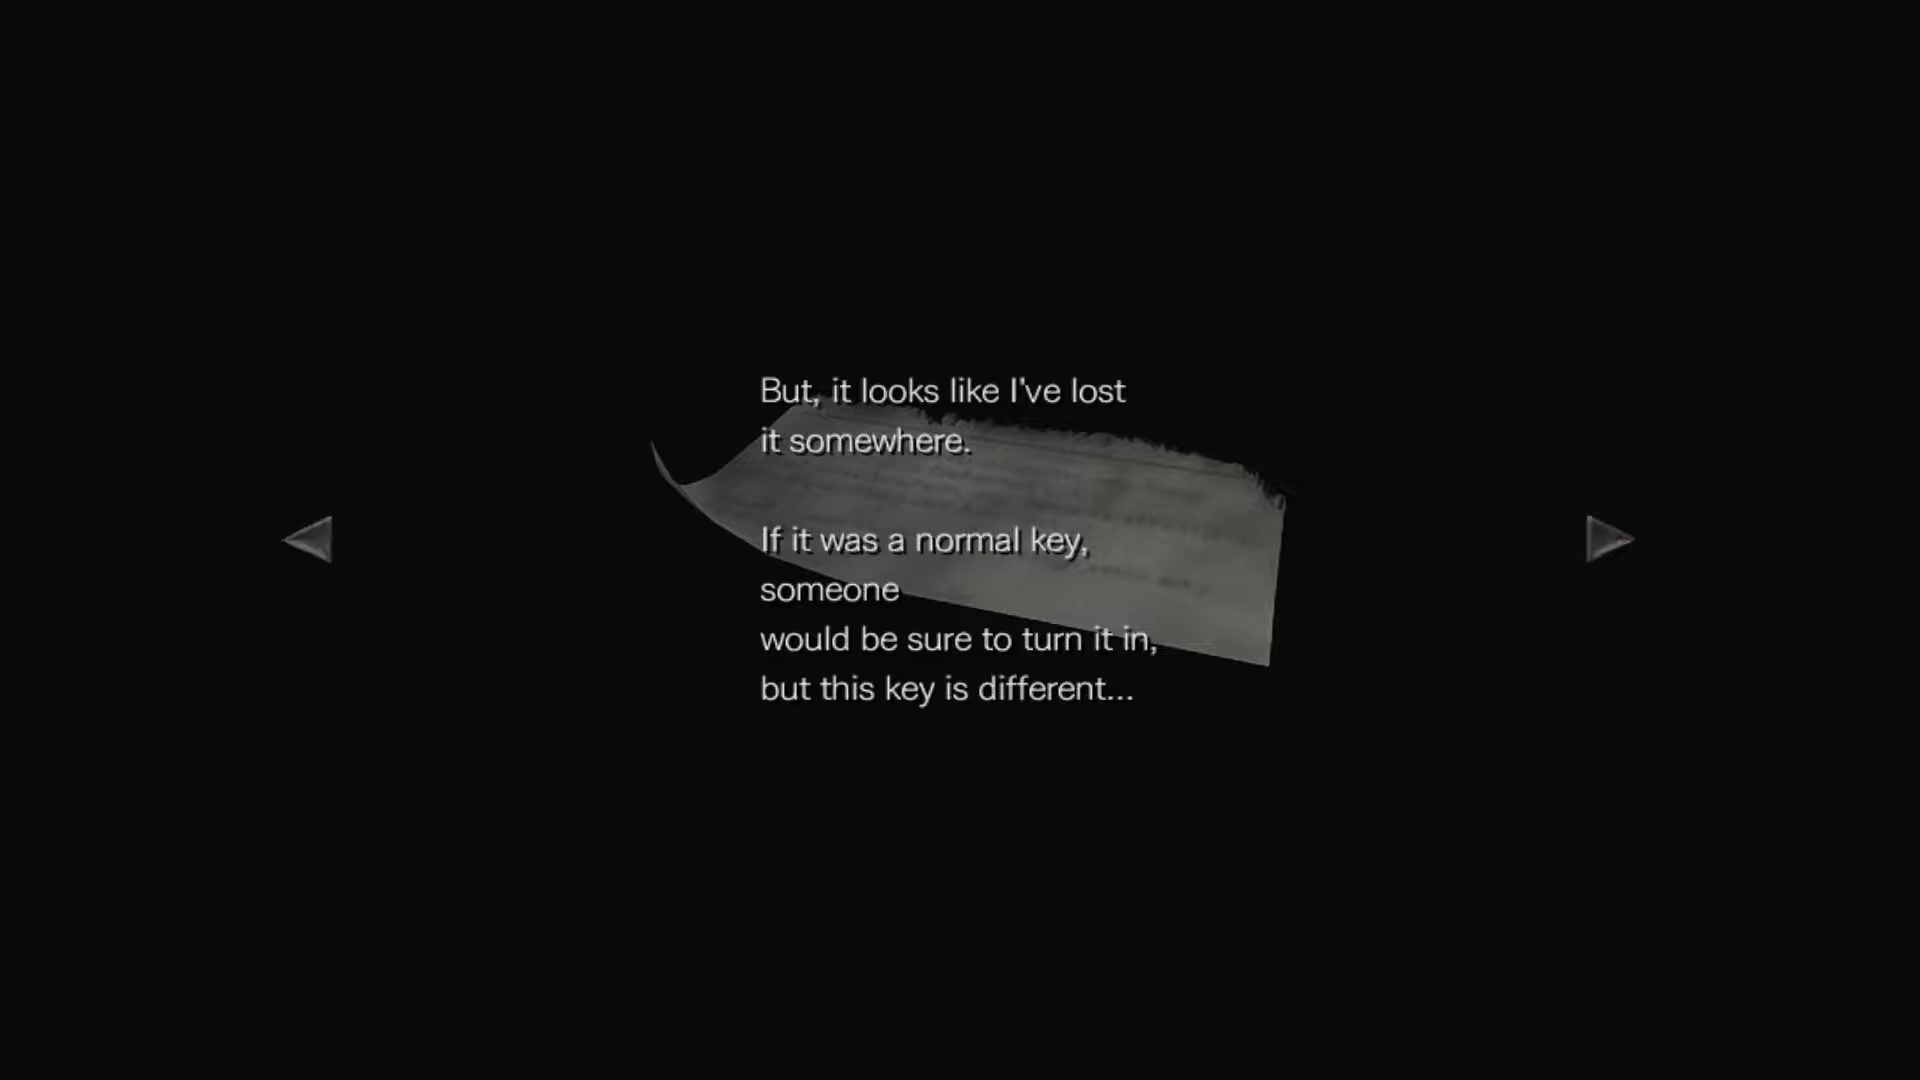 But, it looks like I've lost
it somewhere.
If it was a normal key,
someone
would be sure to turn it in,
but this key is different...